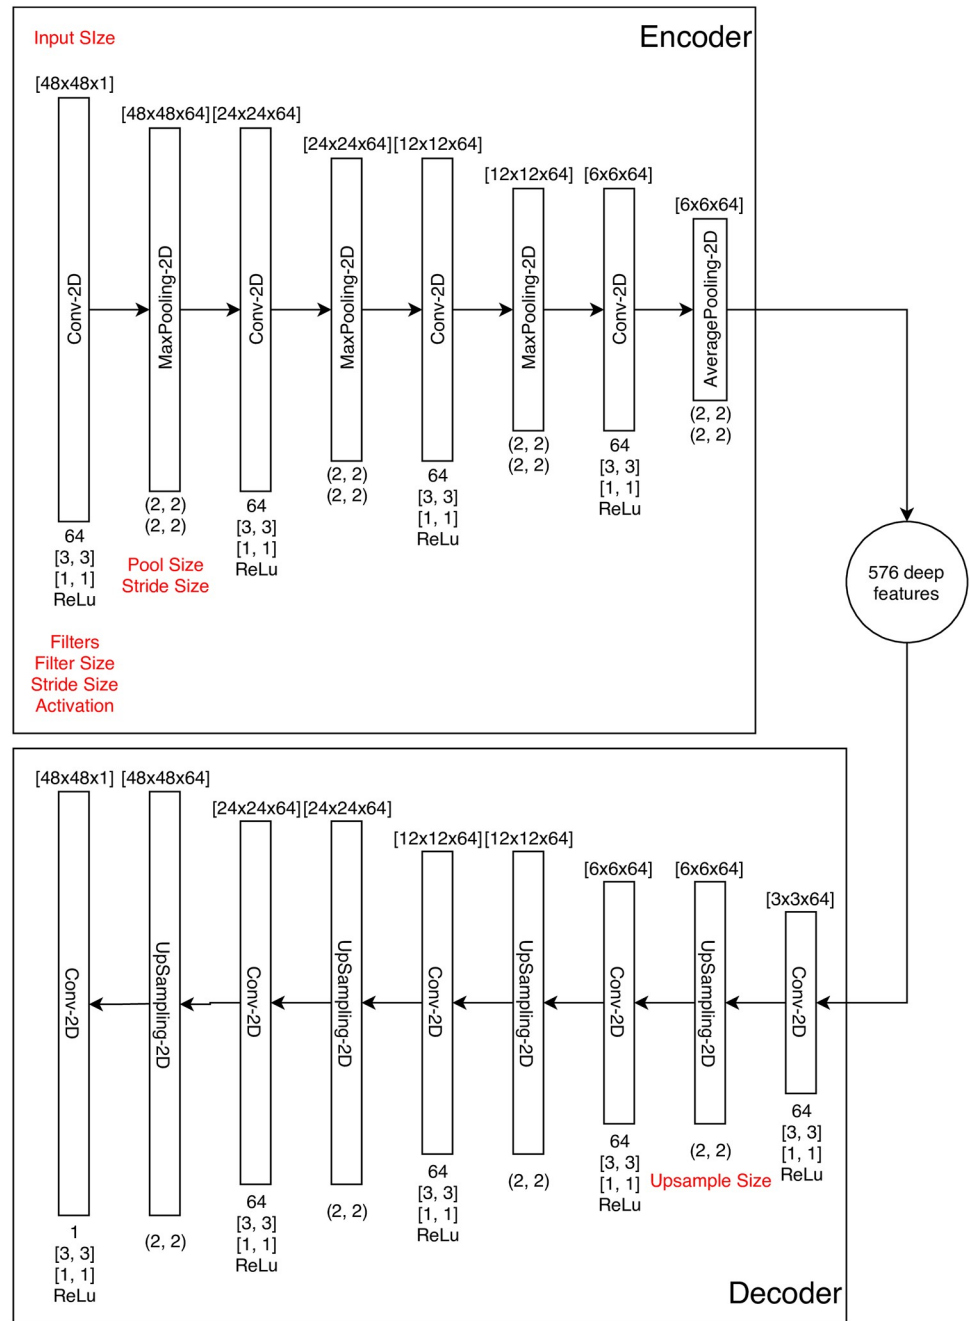 Encoder
Input SIze
[48x48x1]
Conv-2D
64
[3, 3]
[1, 1]
ReLu
Filters
Filter Size
Stride Size
Activation
[48x48x64]
MaxPooling-2D
(2, 2)
(2, 2)
Pool Size
Stride Size
[24x24x64]
Conv-2D
64
[3, 3]
[1, 1]
ReLu
[24x24x64]
MaxPooling-2D
(2, 2)
(2, 2)
[12x12x64]
Conv-2D
64
[3, 3]
[1, 1]
ReLu
[12x12x64]
MaxPooling-2D
(2, 2)
(2, 2)
[6x6x64]
Conv-2D
64
[3, 3]
[1, 1]
ReLu
[6x6x64]
AveragePooling-2D
(2, 2)
(2, 2)
576 deep
features
[48x48x1]
Conv-2D
1
[3, 3]
[1, 1]
ReLu
[48x48x64]
UpSampling-2D
(2, 2)
[24x24x64]
Conv-2D
64
[3, 3]
[1, 1]
ReLu
[24x24x64]
UpSampling-2D
(2, 2)
[12x12x64]
Conv-2D
64
[3, 3]
[1, 1]
ReLu
[12x12x64]
UpSampling-2D
(2, 2)
[6x6x64]
Conv-2D
64
[3, 3]
[1, 1]
ReLu
[6x6x64]
UpSampling-2D
(2, 2)
Upsample Size
[3x3x64]
Conv-2D
64
[3, 3]
[1, 1]
ReLu
Decoder